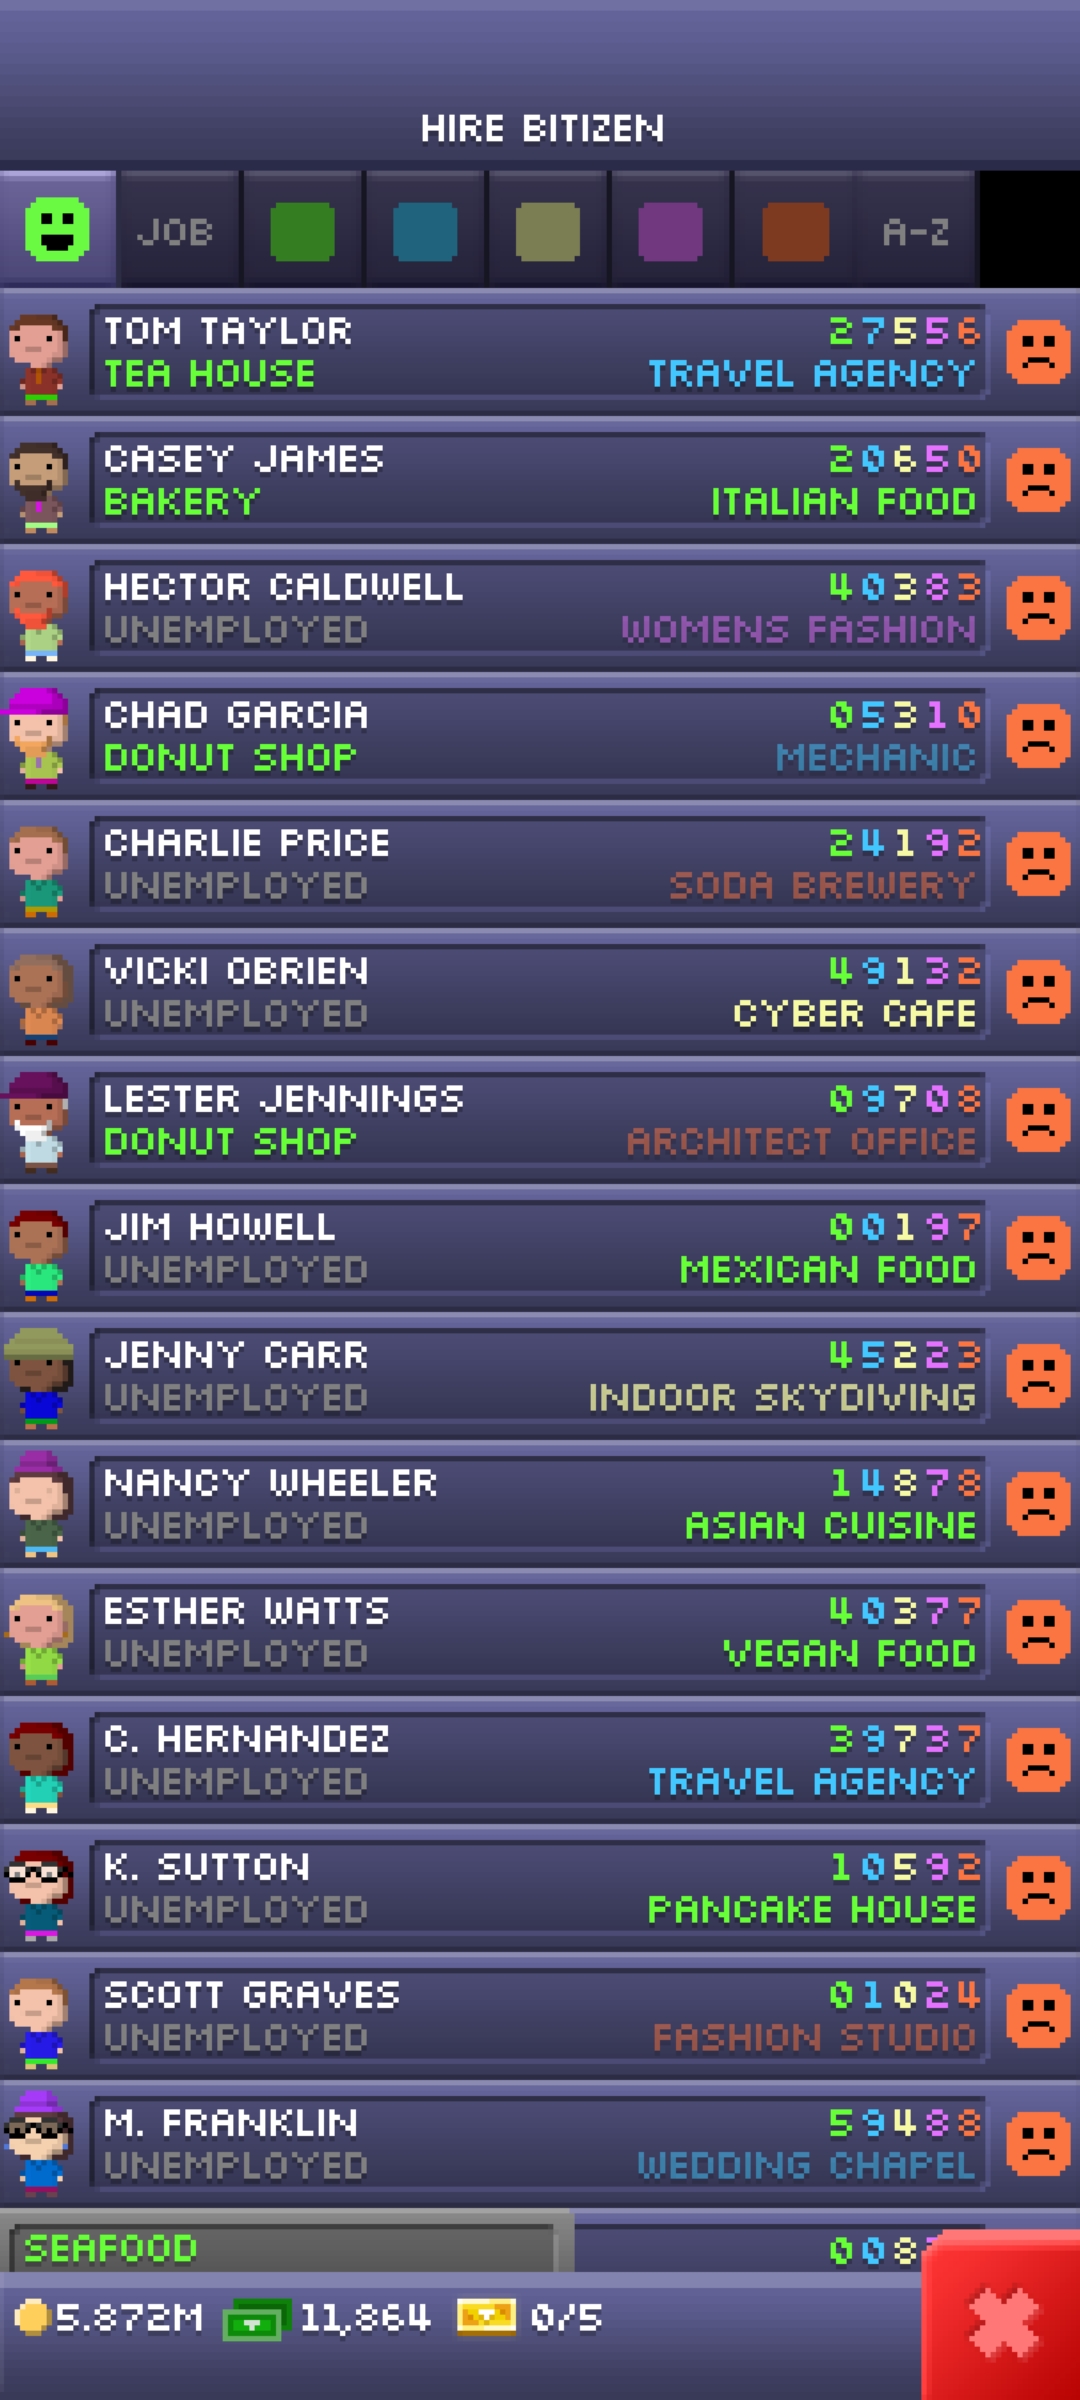 HIRE BITIZEN
JOB A-Z
TOM TAYLOR 27556
TEA HOUSE TRAVEL AGENCY
CASEY JAMES 20650
BAKERY ITALIAN FOOD
HECTOR CALDWELL 40383
UNEMPLOYED WOMENS FASHION
CHAD GARCIA 05310
DONUT SHOP MECHANIC
CHARLIE PRICE 24192
UNEMPLOYED SODA BREWERY
VICKI OBRIEN 49132
UNEMPLOYED CYBER CAFE
LESTER JENNINGS 09708
DONUT SHOP ARCHITECT OFFICE
JIM HOWELL 00197
UNEMPLOYED MEXICAN FOOD
JENNY CARR 45223
UNEMPLOYED INDOOR SKYDIVING
NANCY WHEELER 14878
UNEMPLOYED ASIAN CUISINE
ESTHER WATTS 40377
UNEMPLOYED VEGAN FOOD
C. HERNANDEZ 39737
UNEMPLOYED TRAVEL AGENCY
K. SUTTON 10592
UNEMPLOYED PANCAKE HOUSE
SCOTT GRAVES 01024
UNEMPLOYED FASHION STUDIO
M. FRANKLIN 59488
UNEMPLOYED WEDDING CHAPEL
SEAFOOD 008
5.872M 11,864 0/5